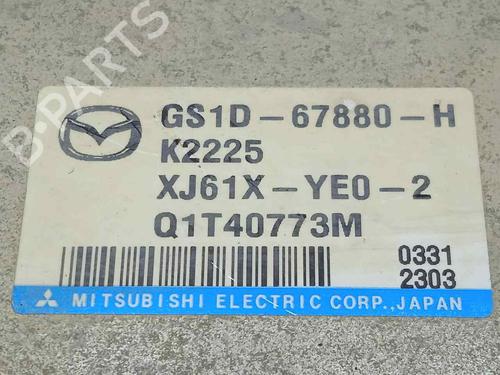 B-PARTS
GS1D-67880-H
K2225
XJ61X-YE0-2
Q1T40773M
0331
2303
MITSUBISHI ELECTRIC CORP., JAPAN